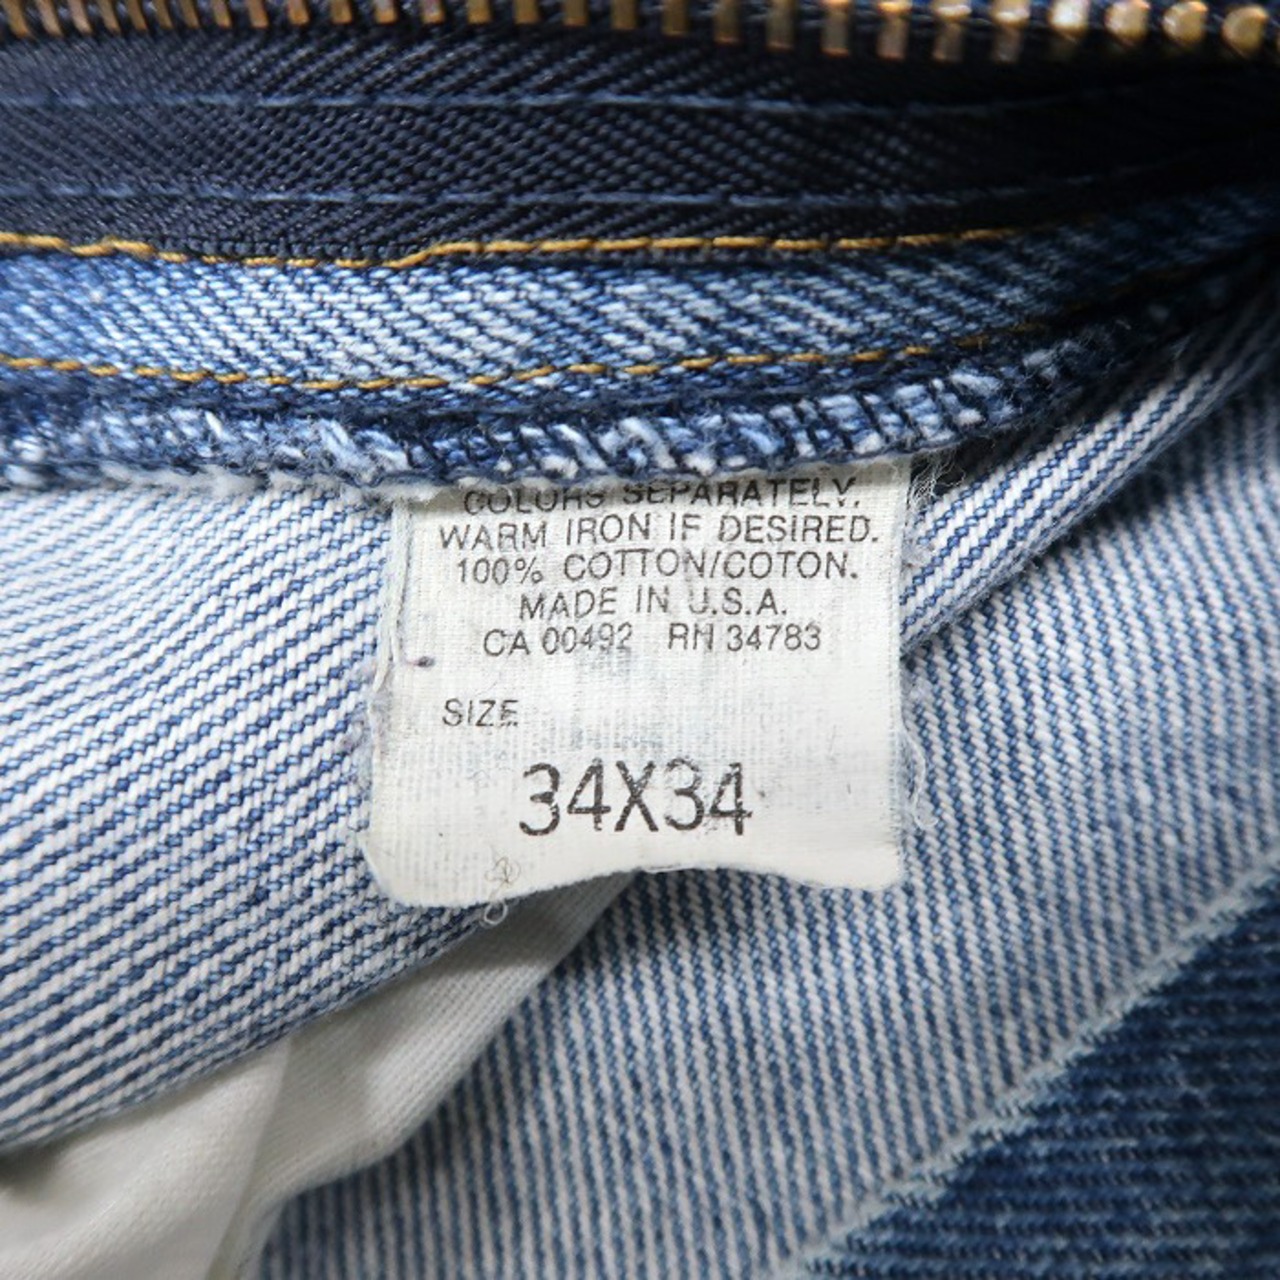 COLORS SEPARATELY.
WARM IRON IF DESIRED.
100% COTTON/COTON.
MADE IN U.S.A.
CA 00492 RN 34783
SIZE
34X34